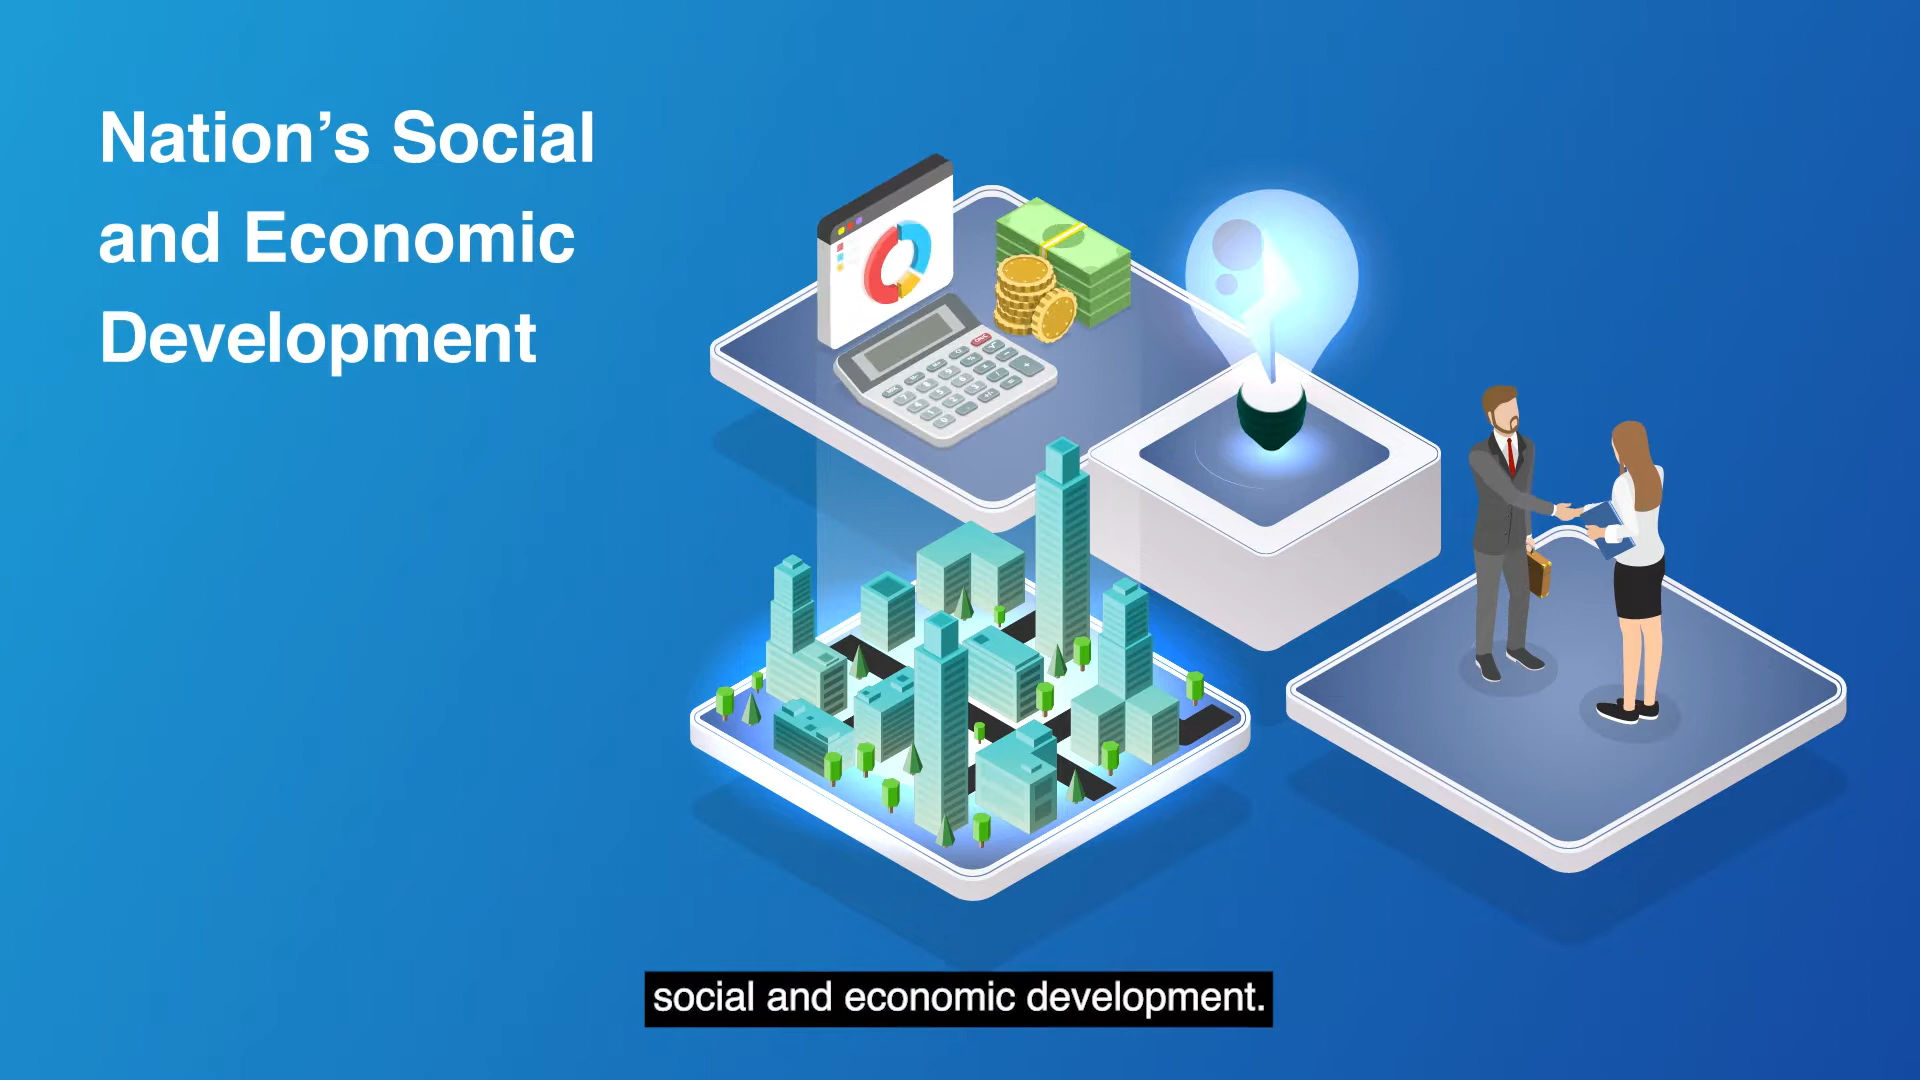 Nation’s Social
and Economic
Development
social and economic development.